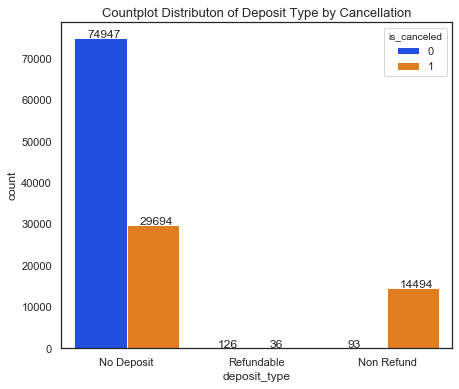 Countplot Distributon of Deposit Type by Cancellation
is_canceled
0
1
count
70000
60000
50000
40000
30000
20000
10000
0
74947
29694
126
36
93
14494
No Deposit
Refundable
Non Refund
deposit_type